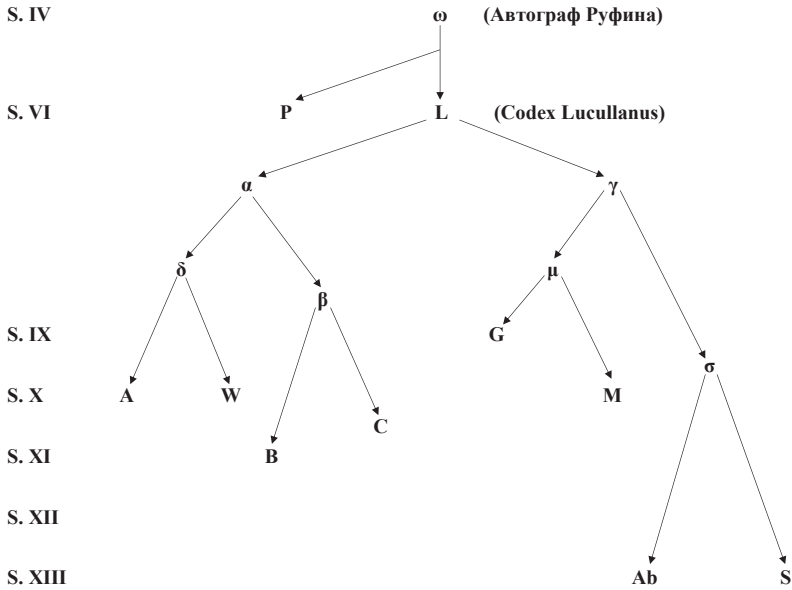 S. IV ω (Автограф Руфина)
S. VI P L (Codex Lucullanus)
α γ
δ μ
β
S. IX G
σ
S. X A W M
C
S. XI B
S. XII
S. XIII Ab S